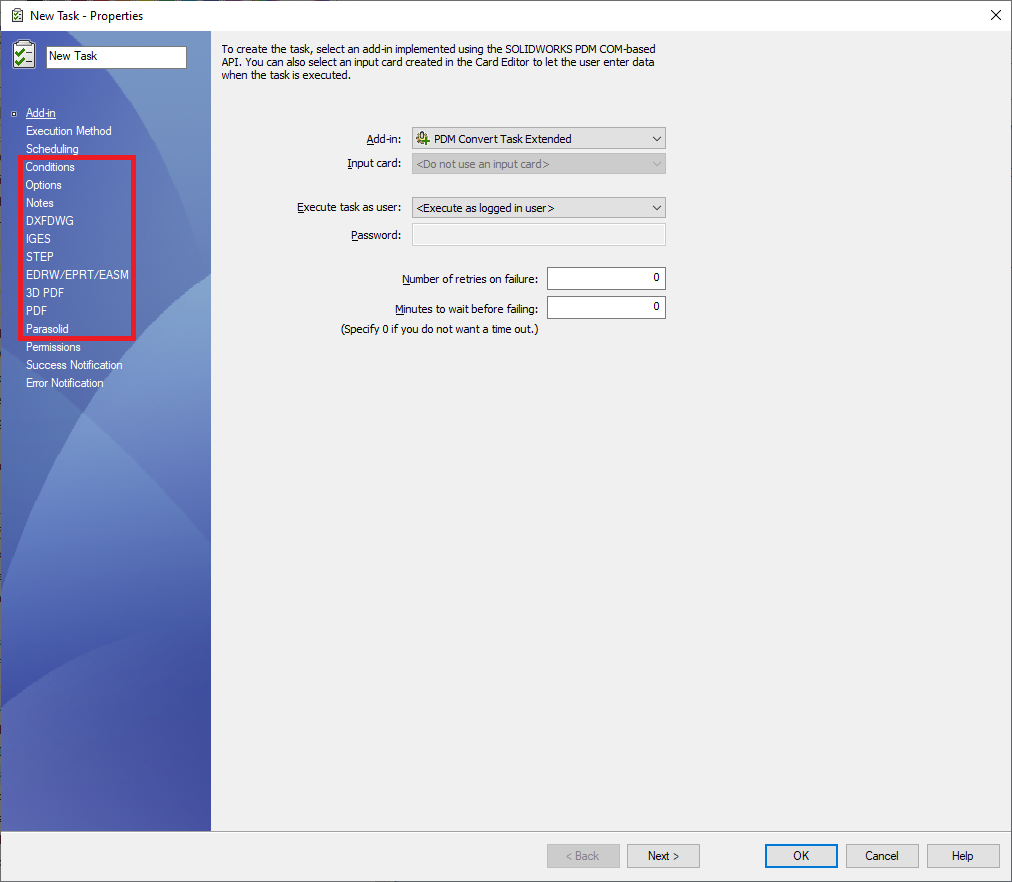 New Task - Properties
New Task
Add-in
Execution Method
Scheduling
Conditions
Options
Notes
DXFDWG
IGES
STEP
EDRW/EPRT/EASM
3D PDF
PDF
Parasolid
Permissions
Success Notification
Error Notification
To create the task, select an add-in implemented using the SOLIDWORKS PDM COM-based
API. You can also select an input card created in the Card Editor to let the user enter data
when the task is executed.
Add-in: PDM Convert Task Extended
Input card: <Do not use an input card>
Execute task as user: <Execute as logged in user>
Password:
Number of retries on failure: 0
Minutes to wait before failing: 0
(Specify 0 if you do not want a time out.)
< Back Next > OK Cancel Help